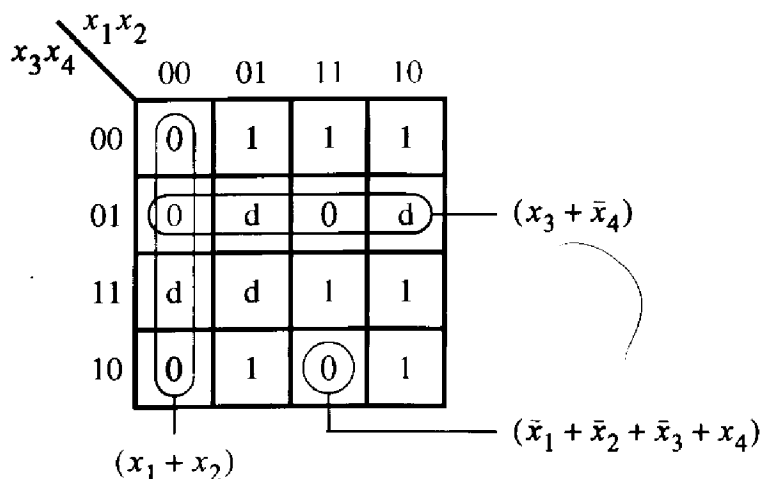 x₁x₂
x₃x₄
00 01 11 10
00 0 1 1 1
01 0 d 0 d (x₃ + x̄₄)
11 d d 1 1
10 0 1 0 1
(x̄₁ + x̄₂ + x̄₃ + x₄)
(x₁ + x₂)